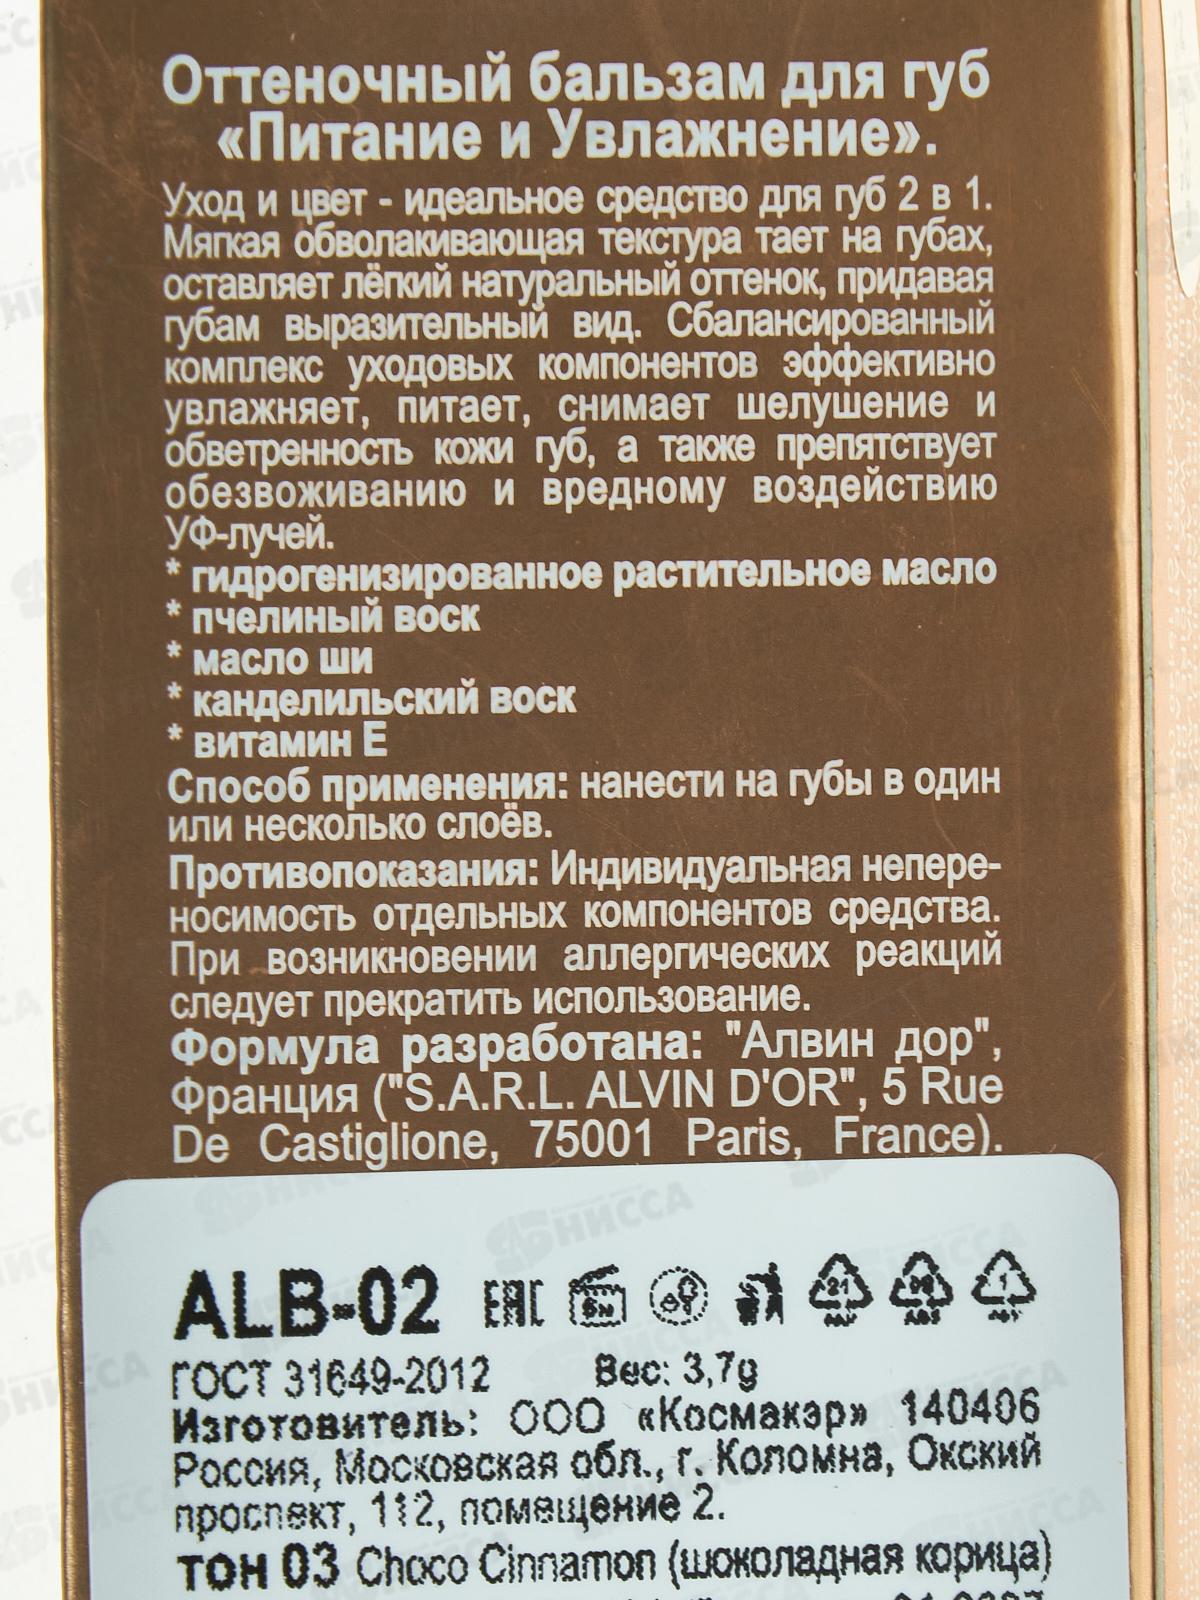 Оттеночный бальзам для губ
«Питание и Увлажнение».
Уход и цвет - идеальное средство для губ 2 в 1.
Мягкая обволакивающая текстура тает на губах,
оставляет лёгкий натуральный оттенок, придавая
губам выразительный вид. Сбалансированный
комплекс уходовых компонентов эффективно
увлажняет, питает, снимает шелушение и
обветренность кожи губ, а также препятствует
обезвоживанию и вредному воздействию
УФ-лучей.
* гидрогенизированное растительное масло
* пчелиный воск
* масло ши
* канделильский воск
* витамин Е
Способ применения: нанести на губы в один
или несколько слоёв.
Противопоказания: Индивидуальная непере-
носимость отдельных компонентов средства.
При возникновении аллергических реакций
следует прекратить использование.
Формула разработана: "Алвин дор",
Франция ("S.A.R.L. ALVIN D'OR", 5 Rue
De Castiglione, 75001 Paris, France).
НИССА
ALB-02 EAC 21 1
ГОСТ 31649-2012 Вес: 3,7g
Изготовитель: ООО «Космакэр» 140406
Россия, Московская обл., г. Коломна, Окский
проспект, 112, помещение 2.
тон 03 Choco Cinnamon (шоколадная корица)